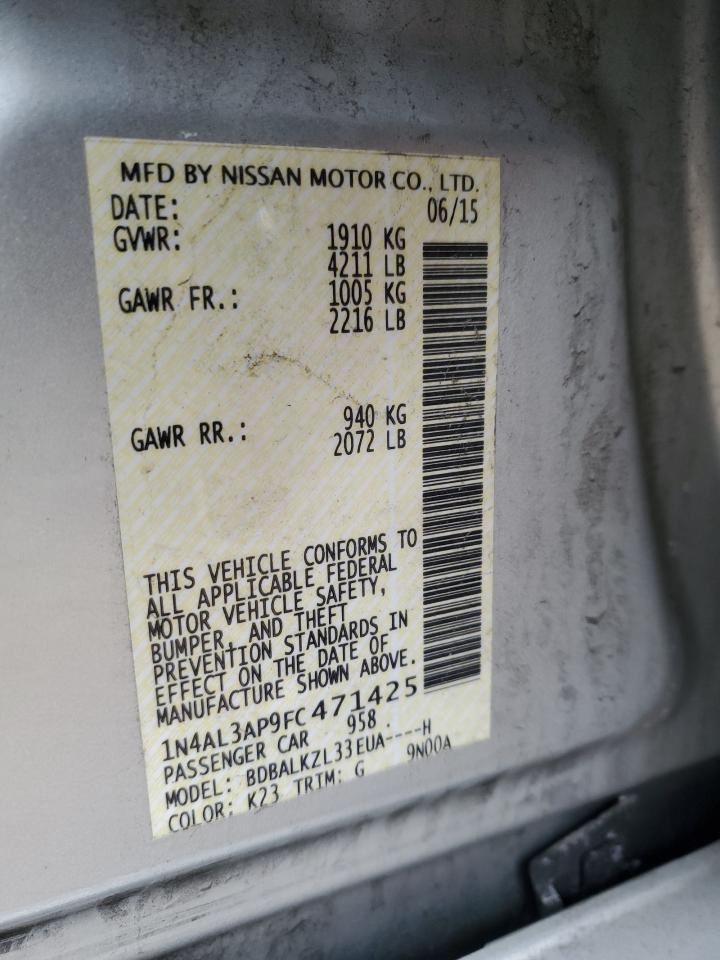 MFD BY NISSAN MOTOR CO., LTD.
DATE: 06/15
GVWR: 1910 KG
4211 LB
GAWR FR.: 1005 KG
2216 LB
GAWR RR.: 940 KG
2072 LB
THIS VEHICLE CONFORMS TO
ALL APPLICABLE FEDERAL
MOTOR VEHICLE SAFETY,
BUMPER, AND THEFT
PREVENTION STANDARDS IN
EFFECT ON THE DATE OF
MANUFACTURE SHOWN ABOVE.
1N4AL3AP9FC471425
PASSENGER CAR 958 .
MODEL: BDBALKZL33EUA----H
COLOR: K23 TRIM: G 9N00A